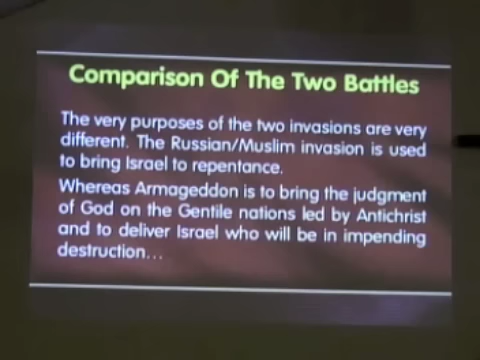 Comparison Of The Two Battles
The very purposes of the two invasions are very
different. The Russian/Muslim invasion is used
to bring Israel to repentance.
Whereas Armageddon is to bring the judgment
of God on the Gentile nations led by Antichrist
and to deliver Israel who will be in impending
destruction...